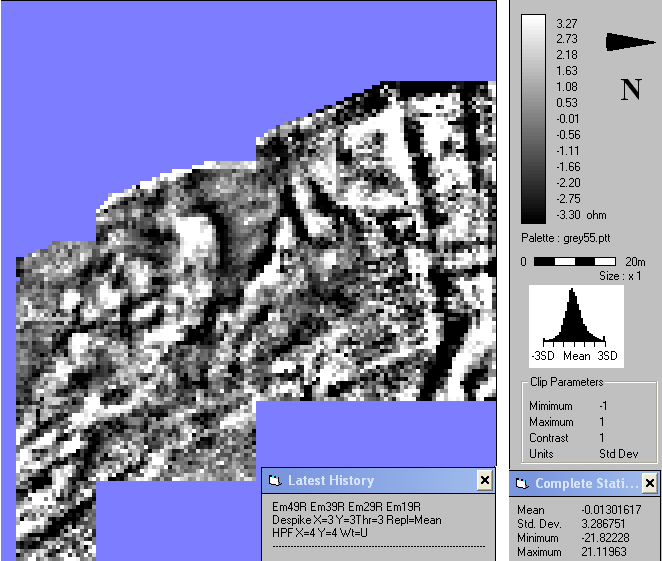 3.27
2.73
2.18
1.63
1.08
0.53
-0.01
-0.56
-1.11
-1.66
-2.20
-2.75
-3.30 ohm
N
Palette : grey55.ptt
0 20m
Size : x 1
-3SD Mean 3SD
Clip Parameters
Mimimum -1
Maximum 1
Contrast 1
Units Std Dev
Latest History
Em49R Em39R Em29R Em19R
Despike X=3 Y=3Thr=3 Repl=Mean
HPF X=4 Y=4 Wt=U
Complete Stati...
Mean -0.01301617
Std. Dev. 3.286751
Minimum -21.82228
Maximum 21.11963